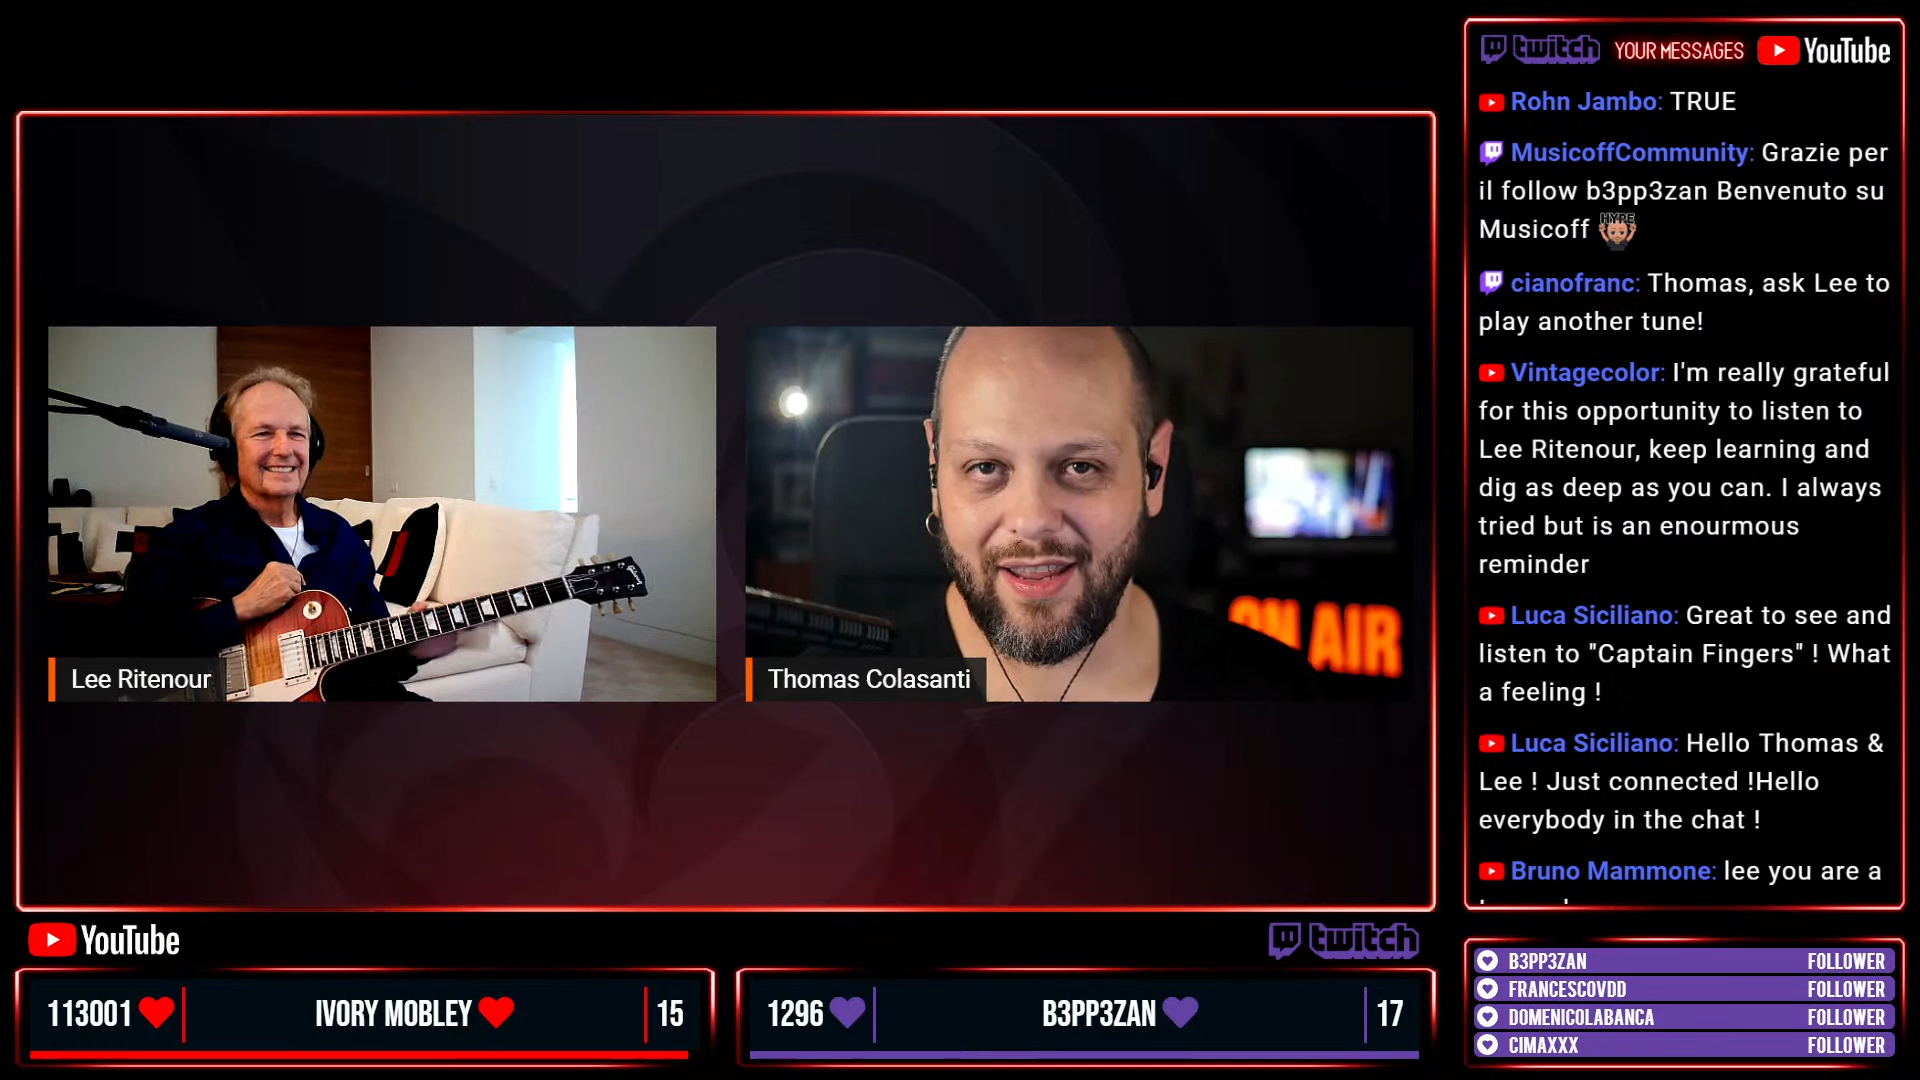 twitch YOUR MESSAGES YouTube
Rohn Jambo: TRUE
MusicoffCommunity: Grazie per
il follow b3pp3zan Benvenuto su
Musicoff HYPE
cianofranc: Thomas, ask Lee to
play another tune!
Vintagecolor: I'm really grateful
for this opportunity to listen to
Lee Ritenour, keep learning and
dig as deep as you can. I always
tried but is an enourmous
reminder
Luca Siciliano: Great to see and
listen to "Captain Fingers" ! What
a feeling !
Luca Siciliano: Hello Thomas &
Lee ! Just connected !Hello
everybody in the chat !
Bruno Mammone: lee you are a
ON AIR
Lee Ritenour
Thomas Colasanti
YouTube
twitch
113001 IVORY MOBLEY 15
1296 B3PP3ZAN 17
B3PP3ZAN FOLLOWER
FRANCESCOVDD FOLLOWER
DOMENICOLABANCA FOLLOWER
CIMAXXX FOLLOWER